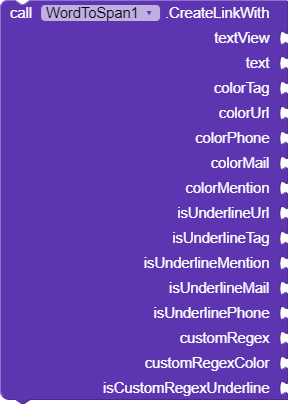 call WordToSpan1 .CreateLinkWith
textView
text
colorTag
colorUrl
colorPhone
colorMail
colorMention
isUnderlineUrl
isUnderlineTag
isUnderlineMention
isUnderlineMail
isUnderlinePhone
customRegex
customRegexColor
isCustomRegexUnderline